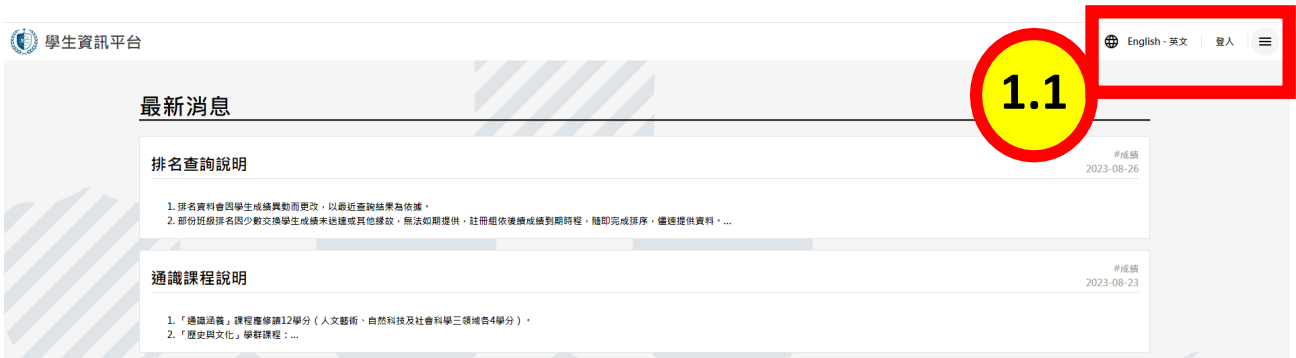 學生資訊平台
English - 英文
登入
1.1
最新消息
排名查詢說明
#成績
2023-08-26
1. 排名資料會因學生成績異動而更改，以最近查詢結果為依據。
2. 部份班級排名因少數交換學生成績未送達或其他緣故，無法如期提供，註冊組依後續成績到期時程，隨即完成排序，儘速提供資料。...
通識課程說明
#成績
2023-08-23
1. 「通識涵養」課程應修讀12學分（人文藝術、自然科技及社會科學三領域各4學分）。
2. 「歷史與文化」學群課程：...